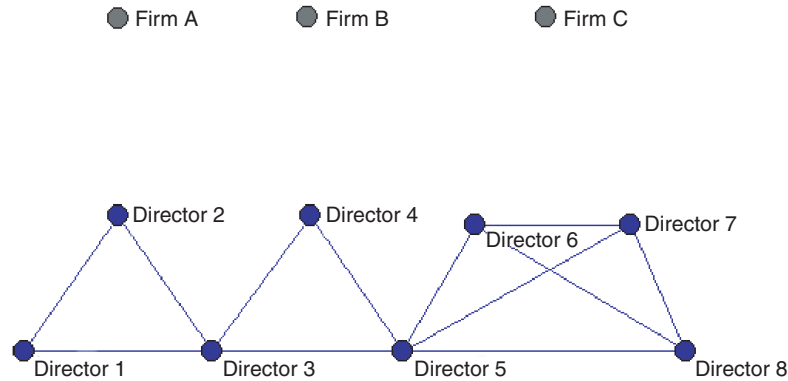 Firm A
Firm B
Firm C
Director 2
Director 4
Director 6
Director 7
Director 1
Director 3
Director 5
Director 8